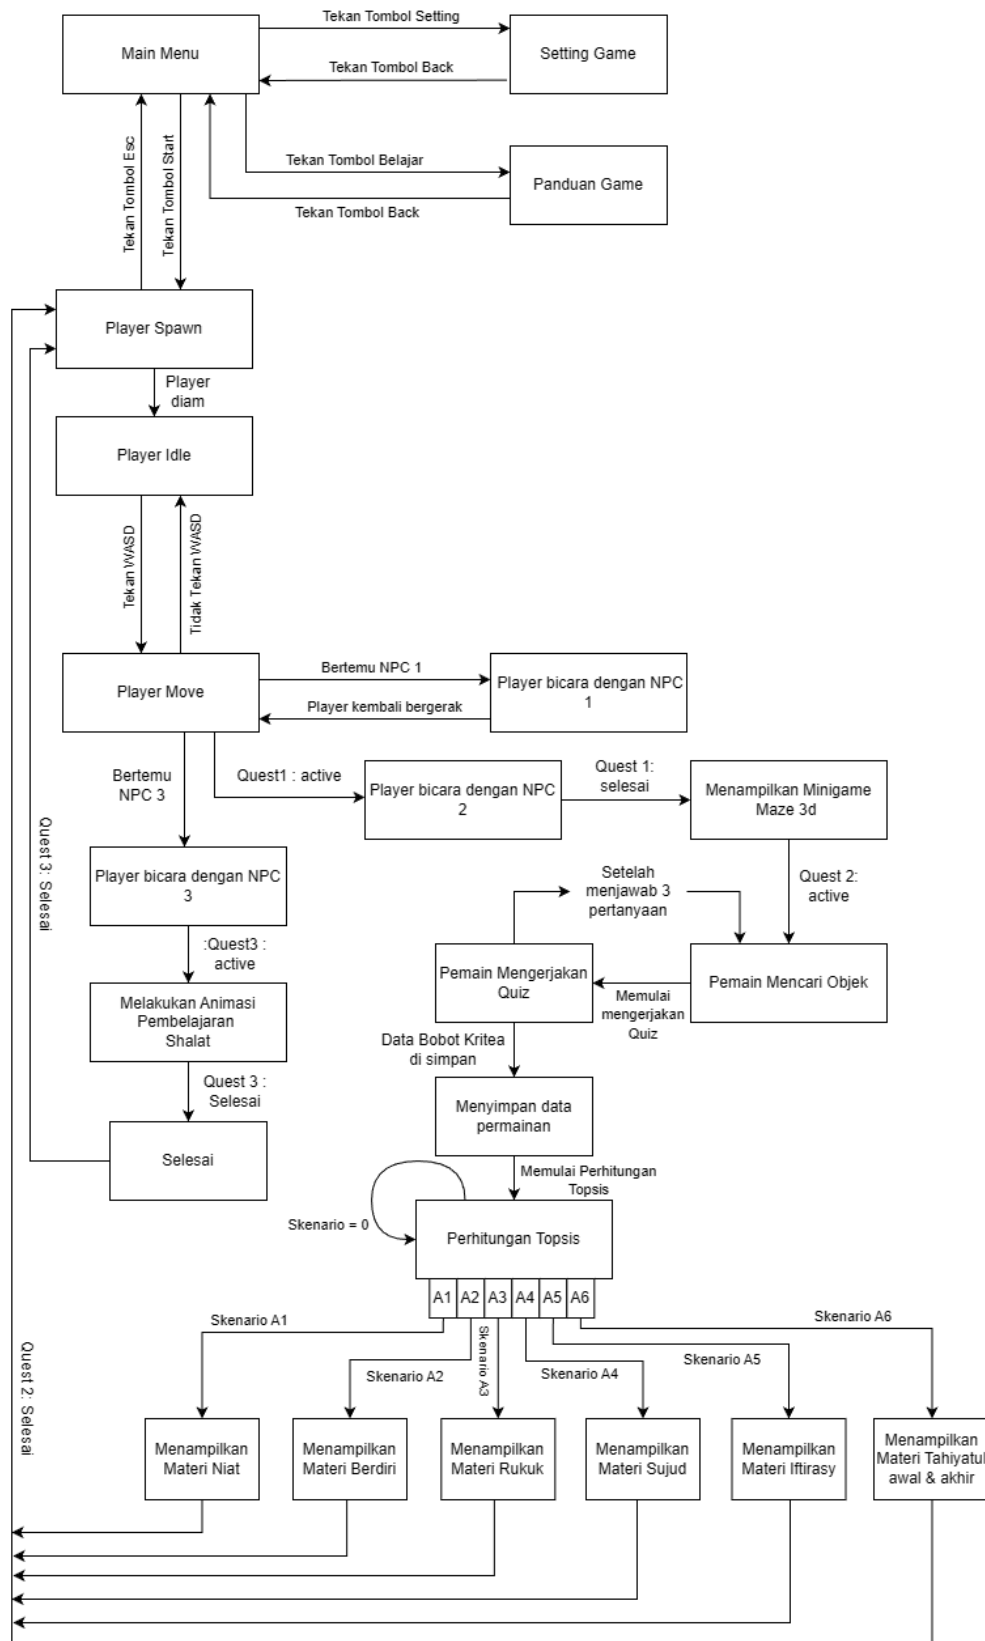 Tekan Tombol Setting
Main Menu
Setting Game
Tekan Tombol Back
Tekan Tombol Esc
Tekan Tombol Start
Tekan Tombol Belajar
Panduan Game
Tekan Tombol Back
Player Spawn
Player
diam
Player Idle
Tekan WASD
Tidak Tekan WASD
Player Move
Bertemu NPC 1
Player kembali bergerak
Player bicara dengan NPC
1
Bertemu
NPC 3
Quest1 : active
Player bicara dengan NPC
2
Quest 1:
selesai
Menampilkan Minigame
Maze 3d
Quest 3: Selesai
Player bicara dengan NPC
3
Setelah
menjawab 3
pertanyaan
Quest 2:
active
:Quest3 :
active
Pemain Mengerjakan
Quiz
Memulai
mengerjakan
Quiz
Pemain Mencari Objek
Melakukan Animasi
Pembelajaran
Shalat
Data Bobot Kritea
di simpan
Quest 3 :
Selesai
Menyimpan data
permainan
Selesai
Memulai Perhitungan
Topsis
Skenario = 0
Perhitungan Topsis
A1
A2
A3
A4
A5
A6
Skenario A1
Skenario A2
Skenario A3
Skenario A4
Skenario A5
Skenario A6
Quest 2: Selesai
Menampilkan
Materi Niat
Menampilkan
Materi Berdiri
Menampilkan
Materi Rukuk
Menampilkan
Materi Sujud
Menampilkan
Materi Iftirasy
Menampilkan
Materi Tahiyatul
awal & akhir